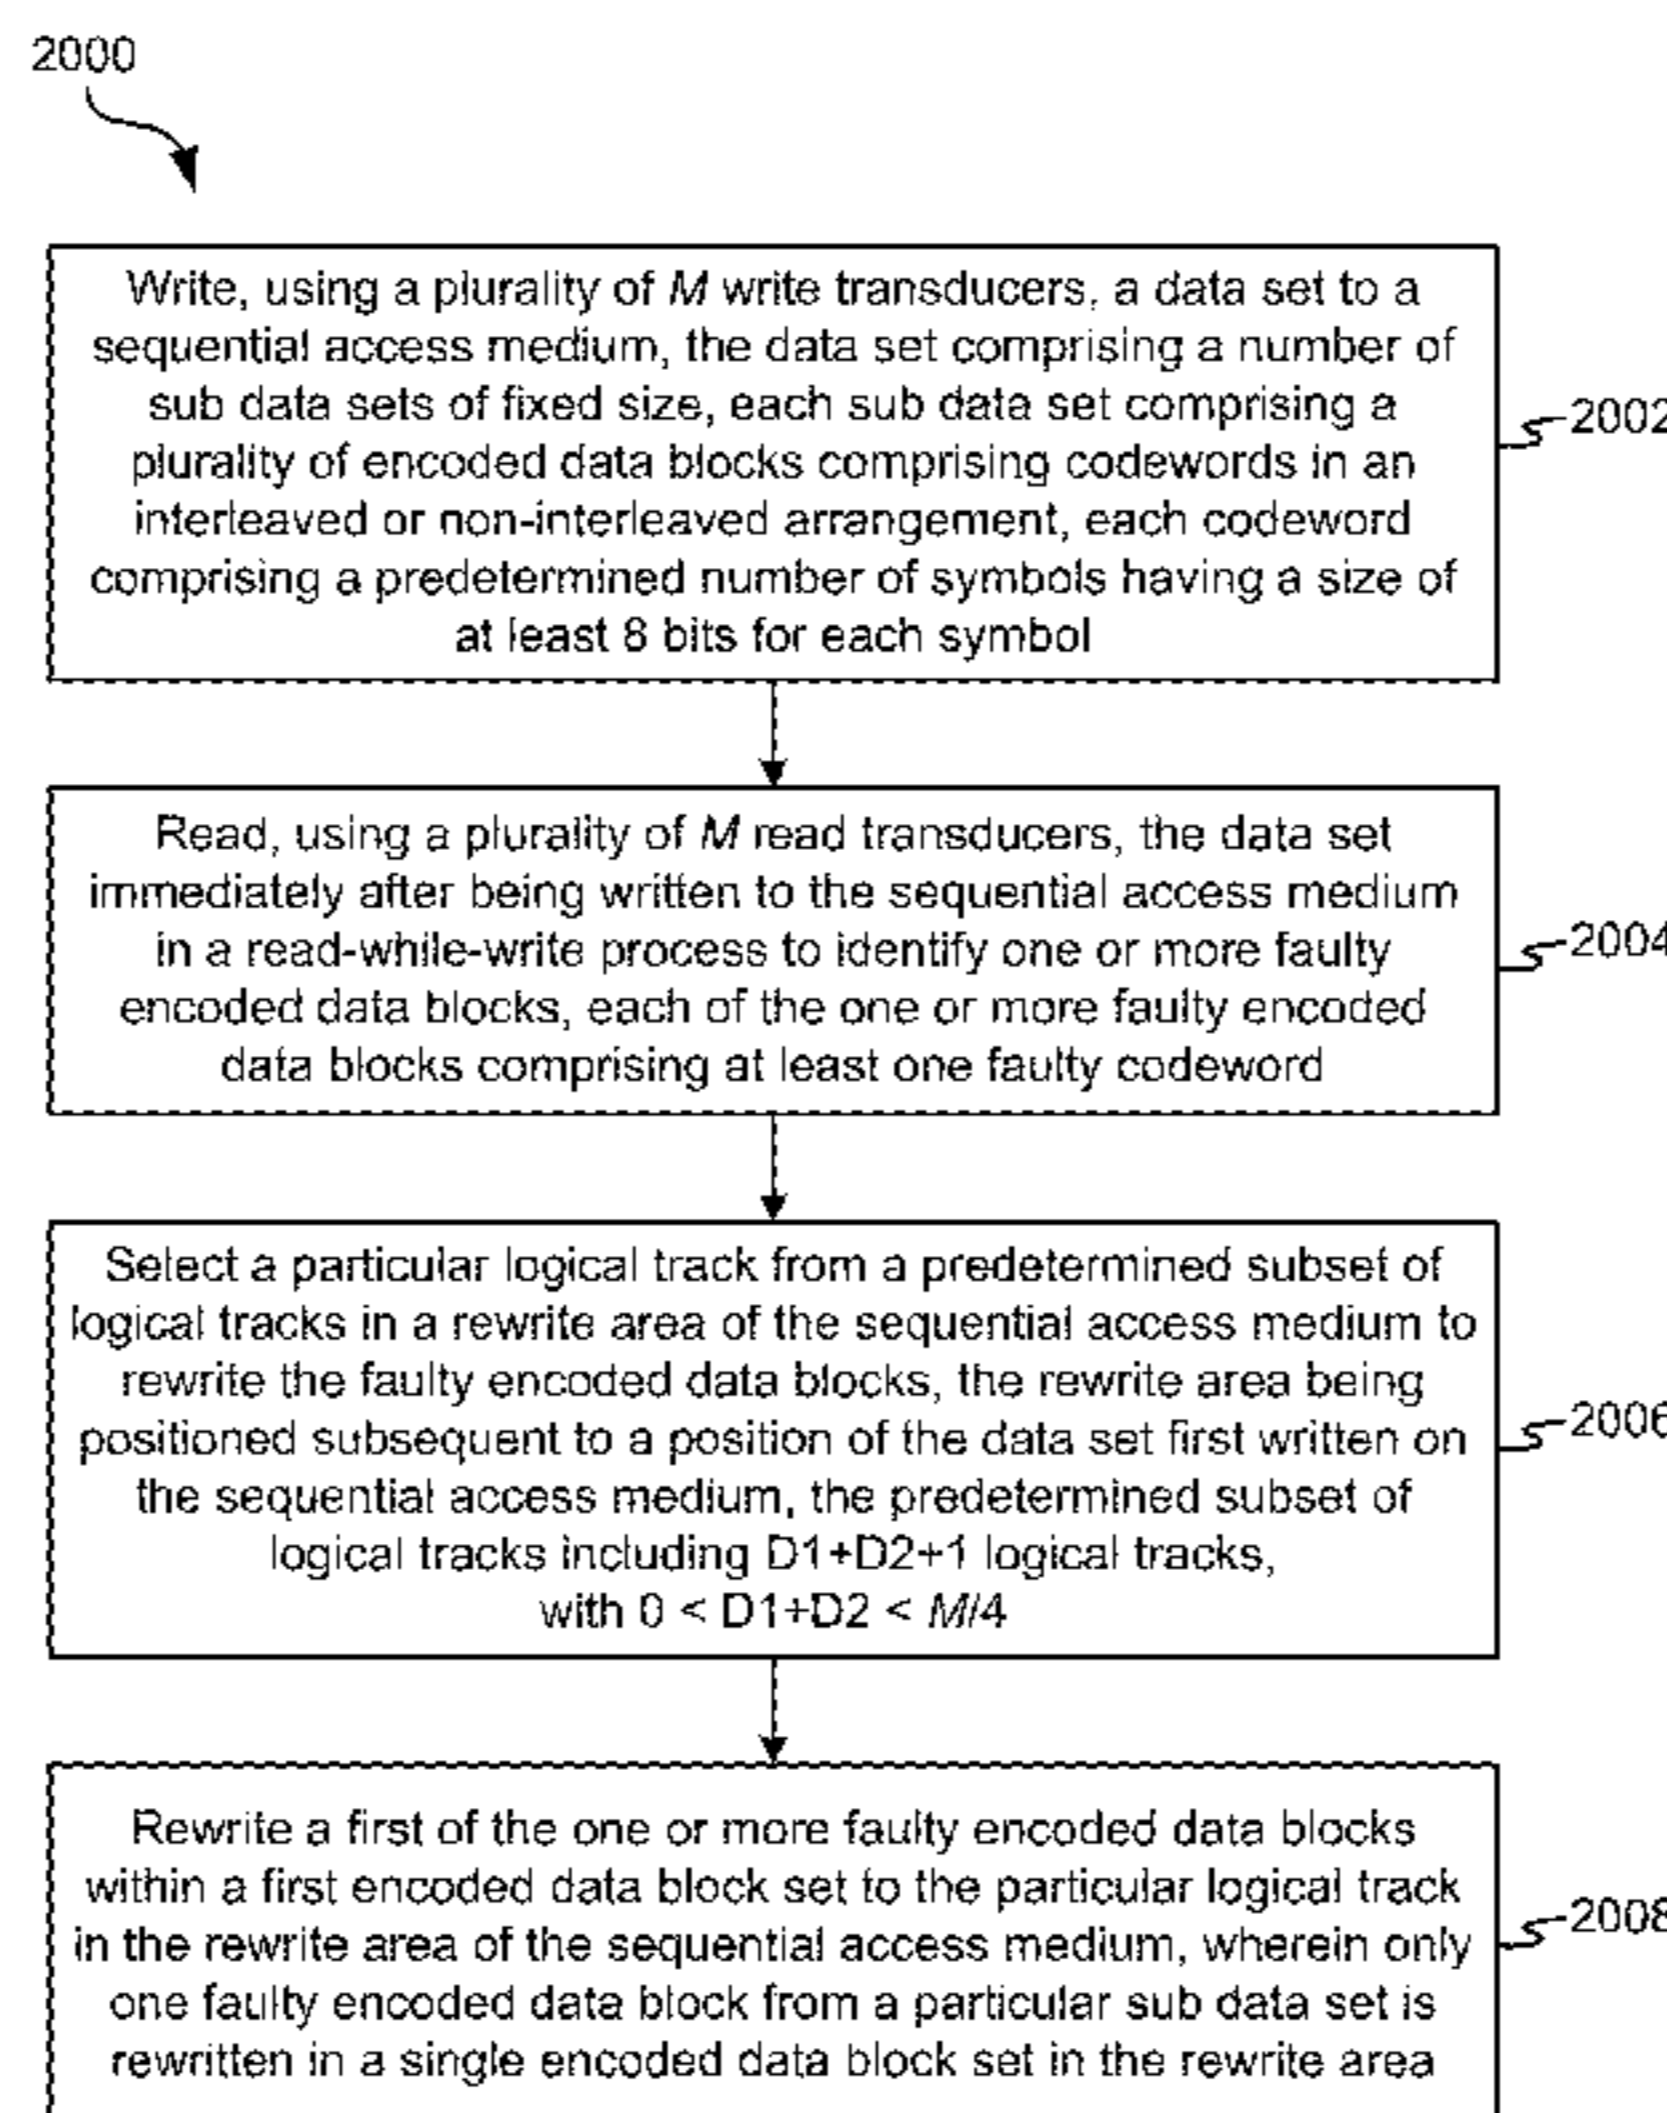 2000
Write, using a plurality of M write transducers, a data set to a
sequential access medium, the data set comprising a number of
sub data sets of fixed size, each sub data set comprising a
plurality of encoded data blocks comprising codewords in an
interleaved or non-interleaved arrangement, each codeword
comprising a predetermined number of symbols having a size of
at least 8 bits for each symbol
2002
Read, using a plurality of M read transducers, the data set
immediately after being written to the sequential access medium
in a read-while-write process to identify one or more faulty
encoded data blocks, each of the one or more faulty encoded
data blocks comprising at least one faulty codeword
2004
Select a particular logical track from a predetermined subset of
logical tracks in a rewrite area of the sequential access medium to
rewrite the faulty encoded data blocks, the rewrite area being
positioned subsequent to a position of the data set first written on
the sequential access medium, the predetermined subset of
logical tracks including D1+D2+1 logical tracks,
with 0 < D1+D2 < M/4
2006
Rewrite a first of the one or more faulty encoded data blocks
within a first encoded data block set to the particular logical track
in the rewrite area of the sequential access medium, wherein only
one faulty encoded data block from a particular sub data set is
rewritten in a single encoded data block set in the rewrite area
2008